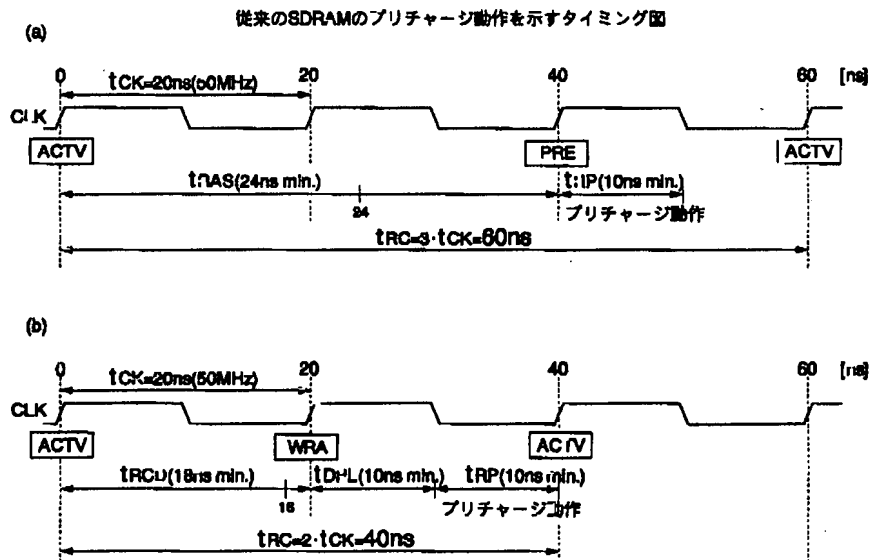 従来のSDRAMのプリチャージ動作を示すタイミング図
(a)
0 20 40 60 [ns]
tCK=20ns(50MHz)
CLK
ACTV PRE ACTV
tRAS(24ns min.) tRP(10ns min.)
24 プリチャージ動作
tRC=3·tCK=60ns
(b)
0 20 40 60 [ns]
tCK=20ns(50MHz)
CLK
ACTV WRA ACTV
tRCD(18ns min.) tDPL(10ns min.) tRP(10ns min.)
18 プリチャージ動作
tRC=2·tCK=40ns